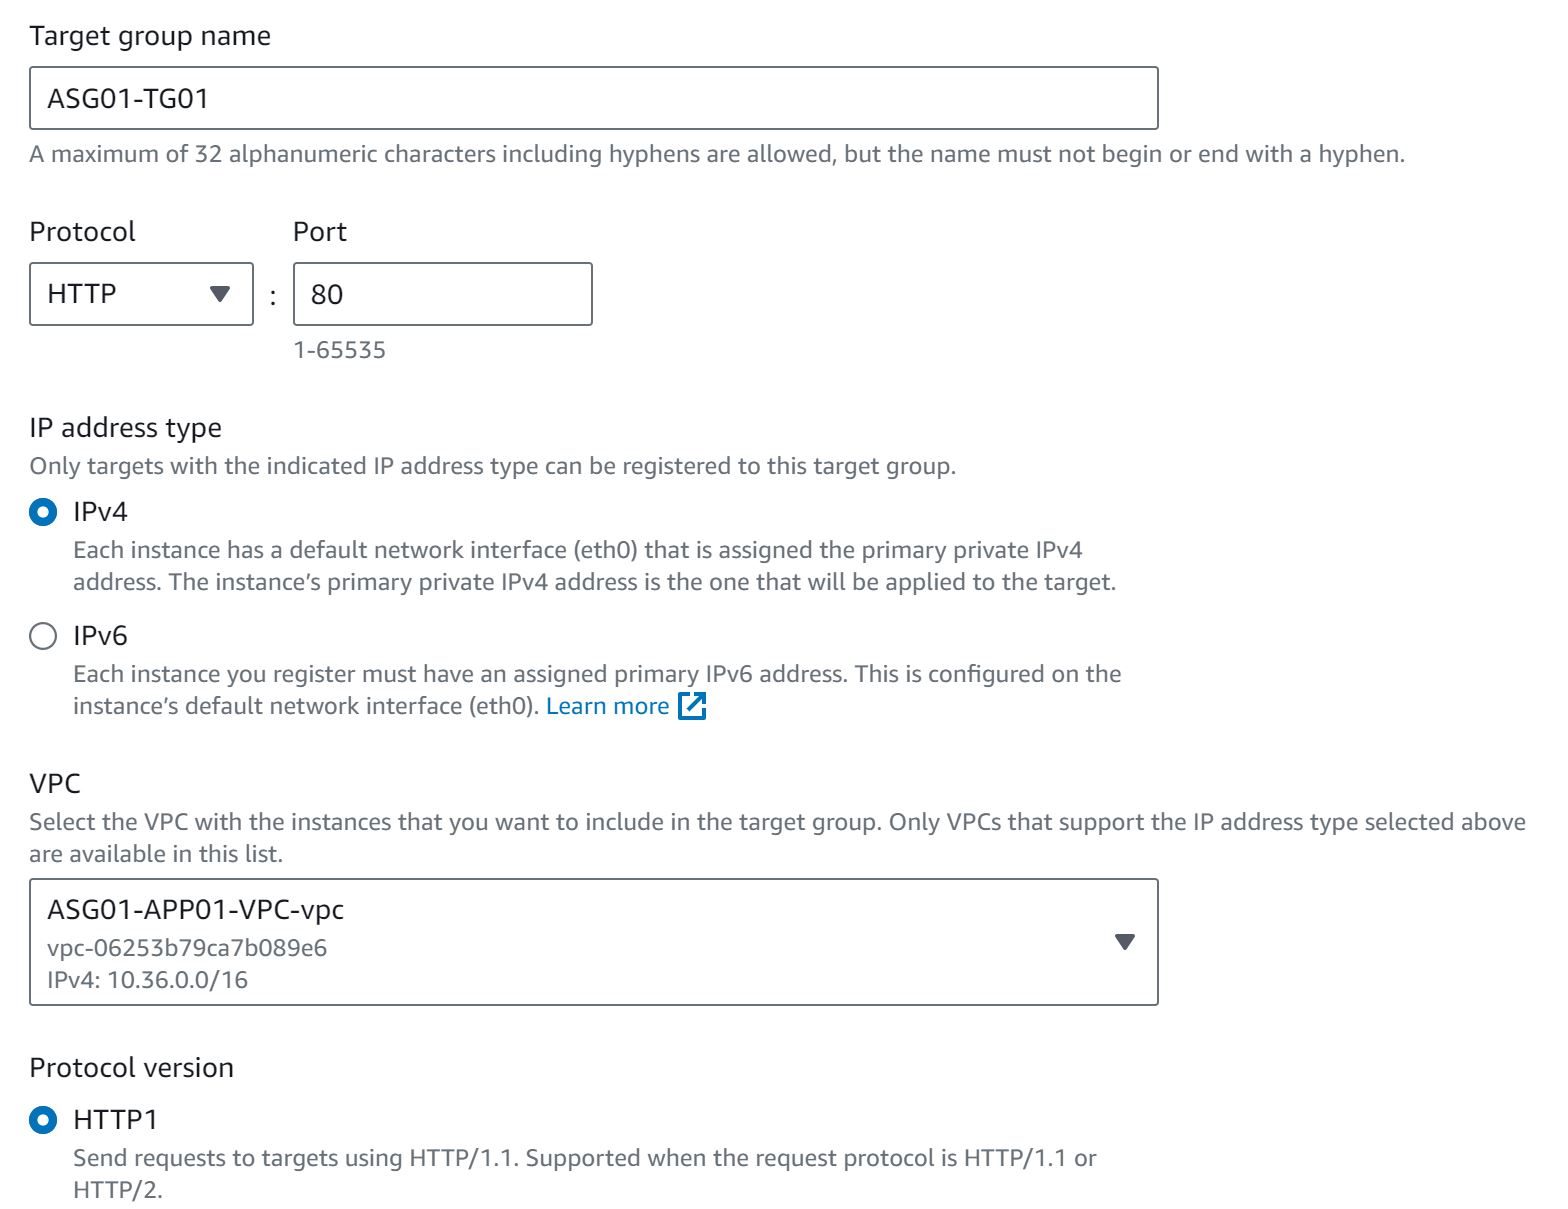 Target group name
ASG01-TG01
A maximum of 32 alphanumeric characters including hyphens are allowed, but the name must not begin or end with a hyphen.
Protocol Port
HTTP : 80
1-65535
IP address type
Only targets with the indicated IP address type can be registered to this target group.
IPv4
Each instance has a default network interface (eth0) that is assigned the primary private IPv4
address. The instance’s primary private IPv4 address is the one that will be applied to the target.
IPv6
Each instance you register must have an assigned primary IPv6 address. This is configured on the
instance’s default network interface (eth0). Learn more
VPC
Select the VPC with the instances that you want to include in the target group. Only VPCs that support the IP address type selected above
are available in this list.
ASG01-APP01-VPC-vpc
vpc-06253b79ca7b089e6
IPv4: 10.36.0.0/16
Protocol version
HTTP1
Send requests to targets using HTTP/1.1. Supported when the request protocol is HTTP/1.1 or
HTTP/2.